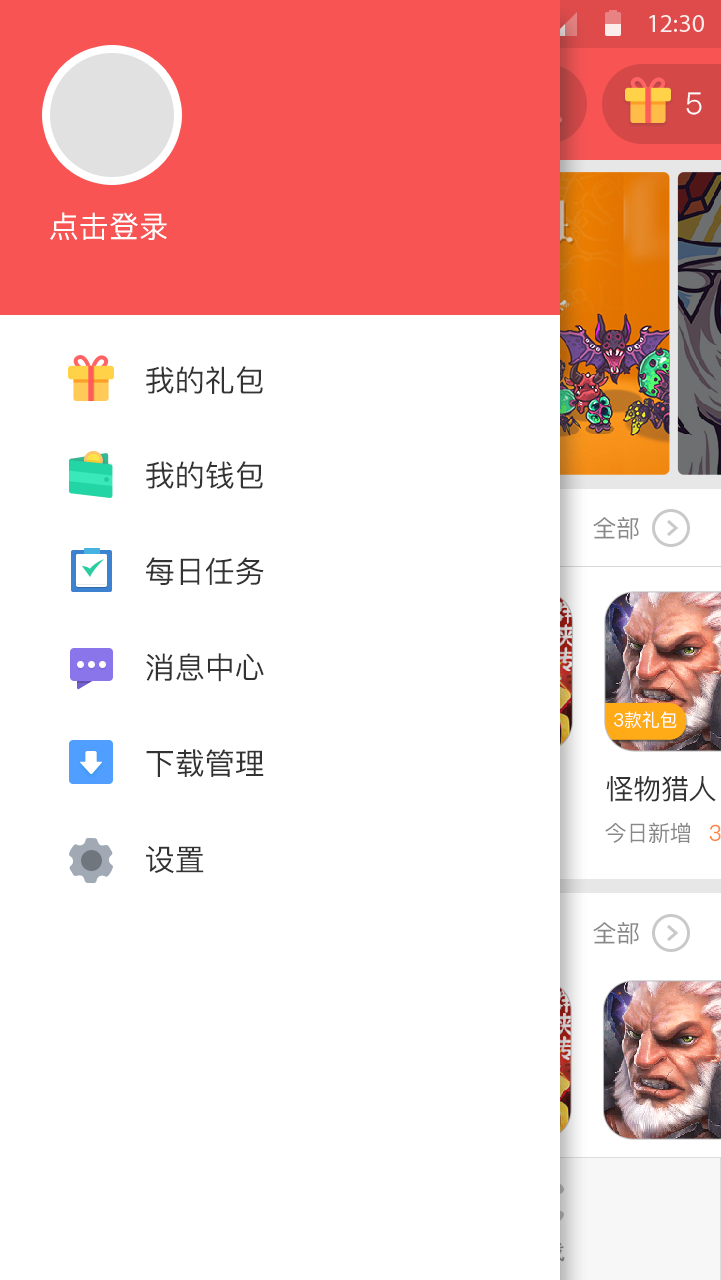 12:30
5
点击登录
我的礼包
我的钱包
每日任务
消息中心
下载管理
设置
全部
3款礼包
怪物猎人
今日新增 3
全部